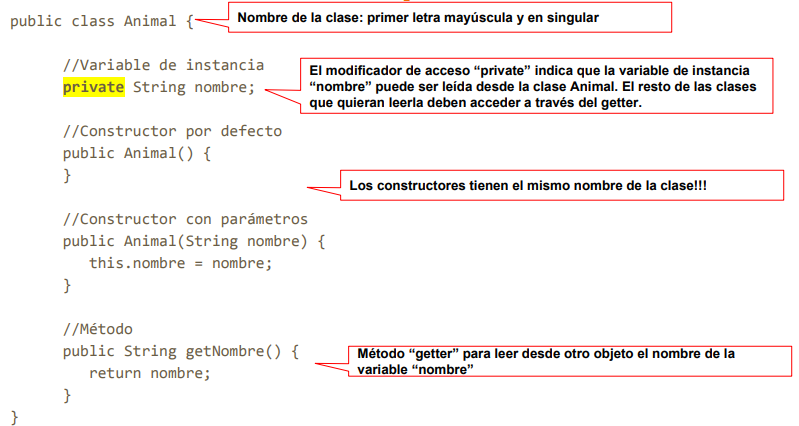 public class Animal {
Nombre de la clase: primer letra mayúscula y en singular
//Variable de instancia
private String nombre;
El modificador de acceso “private” indica que la variable de instancia
“nombre” puede ser leída desde la clase Animal. El resto de las clases
que quieran leerla deben acceder a través del getter.
//Constructor por defecto
public Animal() {
}
Los constructores tienen el mismo nombre de la clase!!!
//Constructor con parámetros
public Animal(String nombre) {
this.nombre = nombre;
}
//Método
public String getNombre() {
return nombre;
}
Método “getter” para leer desde otro objeto el nombre de la
variable “nombre”
}